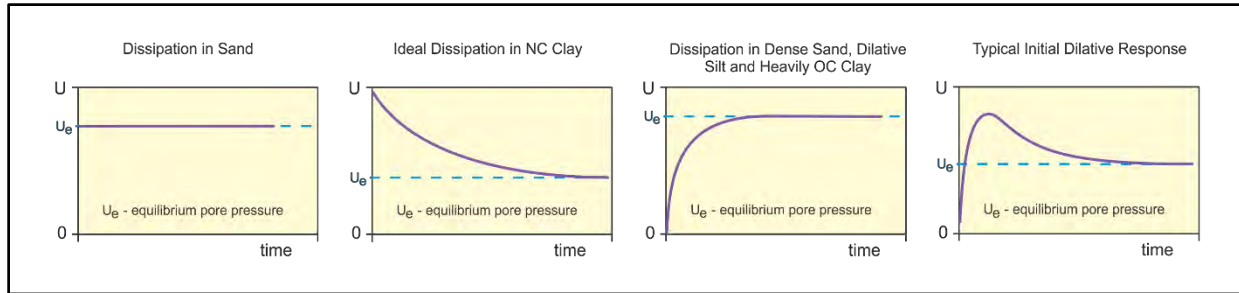 Dissipation in Sand
U
Ue
Ue - equilibrium pore pressure
0
time
Ideal Dissipation in NC Clay
U
Ue
Ue - equilibrium pore pressure
0
time
Dissipation in Dense Sand, Dilative
Silt and Heavily OC Clay
U
Ue
Ue - equilibrium pore pressure
0
time
Typical Initial Dilative Response
U
Ue
Ue - equilibrium pore pressure
0
time